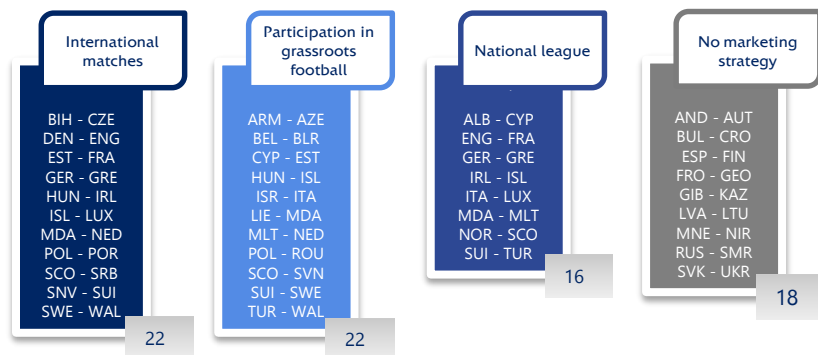 International
matches
BIH - CZE
DEN - ENG
EST - FRA
GER - GRE
HUN - IRL
ISL - LUX
MDA - NED
POL - POR
SCO - SRB
SNV - SUI
SWE - WAL
22
Participation in
grassroots
football
ARM - AZE
BEL - BLR
CYP - EST
HUN - ISL
ISR - ITA
LIE - MDA
MLT - NED
POL - ROU
SCO - SVN
SUI - SWE
TUR - WAL
22
National league
ALB - CYP
ENG - FRA
GER - GRE
IRL - ISL
ITA - LUX
MDA - MLT
NOR - SCO
SUI - TUR
16
No marketing
strategy
AND - AUT
BUL - CRO
ESP - FIN
FRO - GEO
GIB - KAZ
LVA - LTU
MNE - NIR
RUS - SMR
SVK - UKR
18